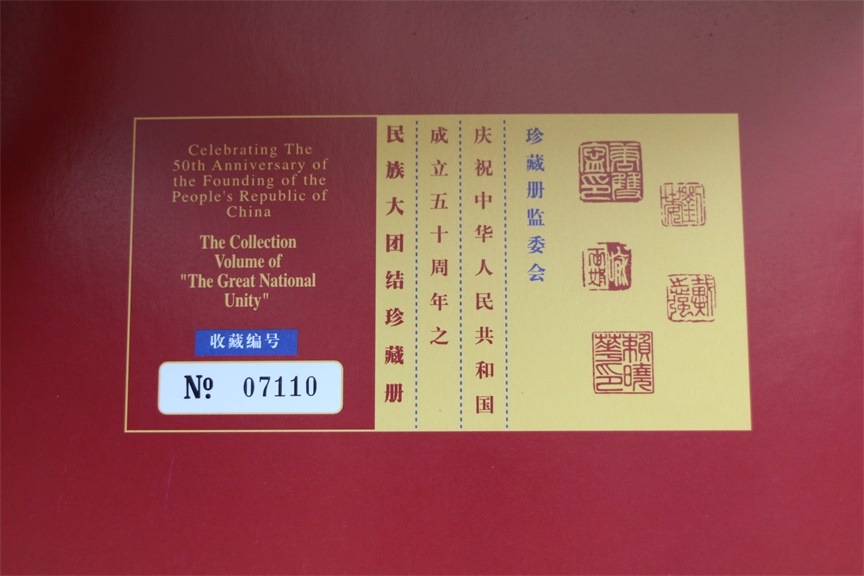 Celebrating The
50th Anniversary of
the Founding of the
People's Republic of
China
The Collection
Volume of
"The Great National
Unity"
收藏编号
№ 07110
珍藏册监委会
庆祝中华人民共和国
成立五十周年之
民族大团结珍藏册